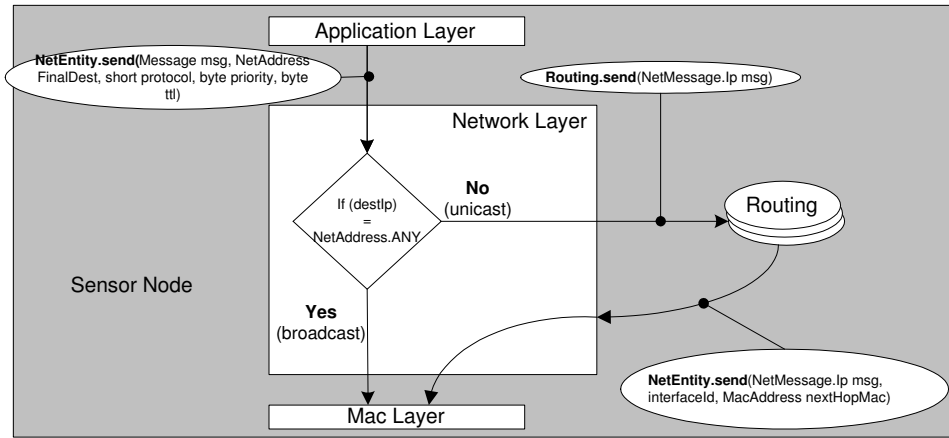 Application Layer
NetEntity.send(Message msg, NetAddress
FinalDest, short protocol, byte priority, byte
ttl)
Routing.send(NetMessage.Ip msg)
Network Layer
If (destIp)
=
NetAddress.ANY
No
(unicast)
Routing
Sensor Node
Yes
(broadcast)
NetEntity.send(NetMessage.Ip msg,
interfaceId, MacAddress nextHopMac)
Mac Layer